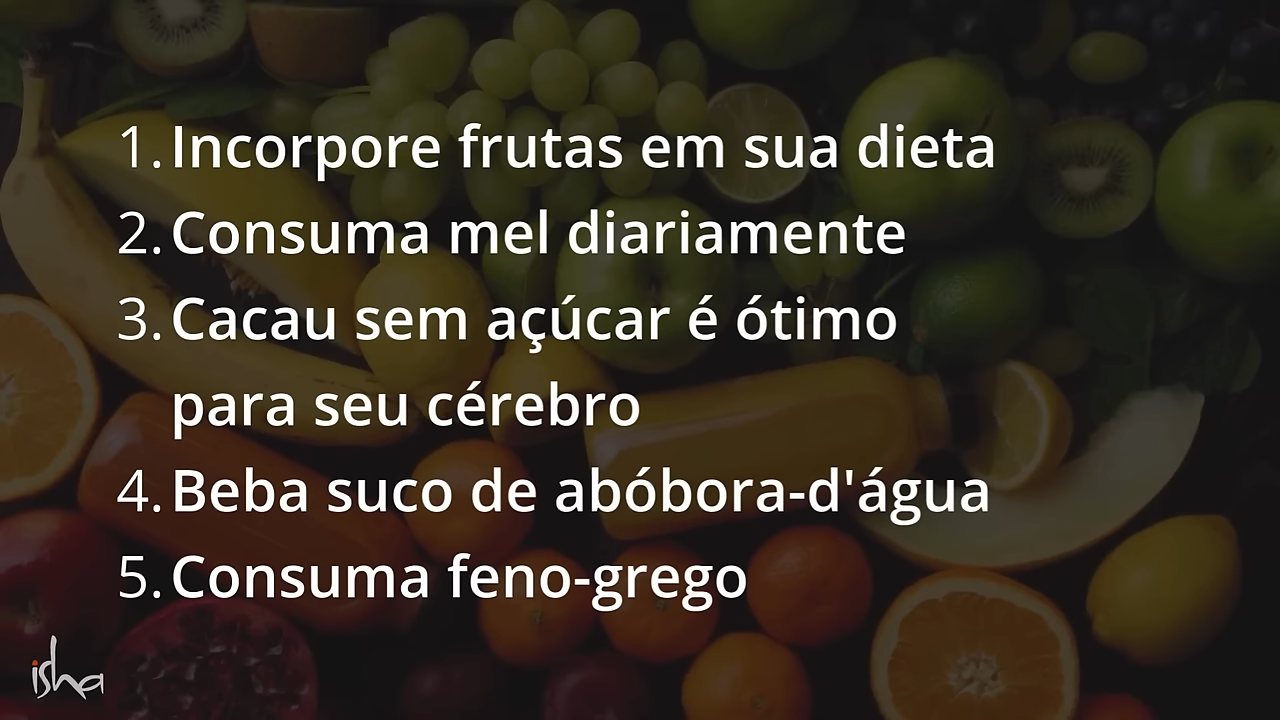 1. Incorpore frutas em sua dieta
2. Consuma mel diariamente
3. Cacau sem açúcar é ótimo
para seu cérebro
4. Beba suco de abóbora-d'água
5. Consuma feno-grego
isha